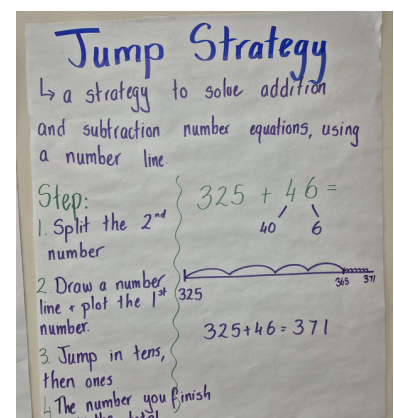 Jump Strategy
↳ a strategy to solve addition
and subtraction number equations, using
a number line.
Step:
1. Split the 2nd
number
2. Draw a number
line + plot the 1st
number.
3. Jump in tens,
then ones
4. The number you finish
325 + 46 =
40 6
325 365 371
325+46=371